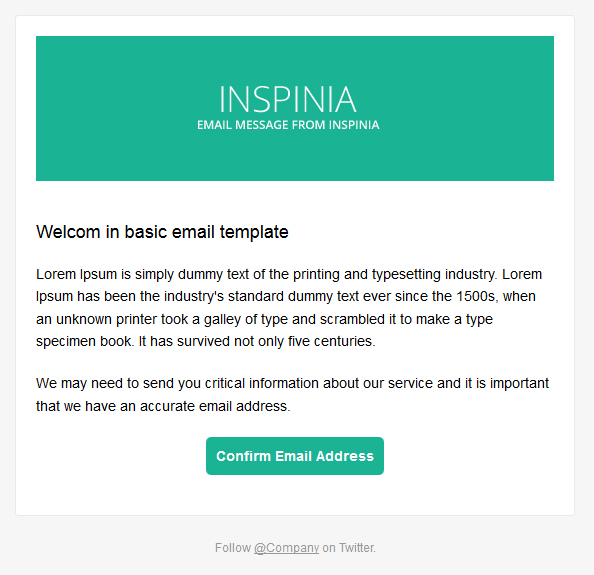 INSPINIA
EMAIL MESSAGE FROM INSPINIA
Welcom in basic email template
Lorem Ipsum is simply dummy text of the printing and typesetting industry. Lorem
Ipsum has been the industry's standard dummy text ever since the 1500s, when
an unknown printer took a galley of type and scrambled it to make a type
specimen book. It has survived not only five centuries.
We may need to send you critical information about our service and it is important
that we have an accurate email address.
Confirm Email Address
Follow @Company on Twitter.